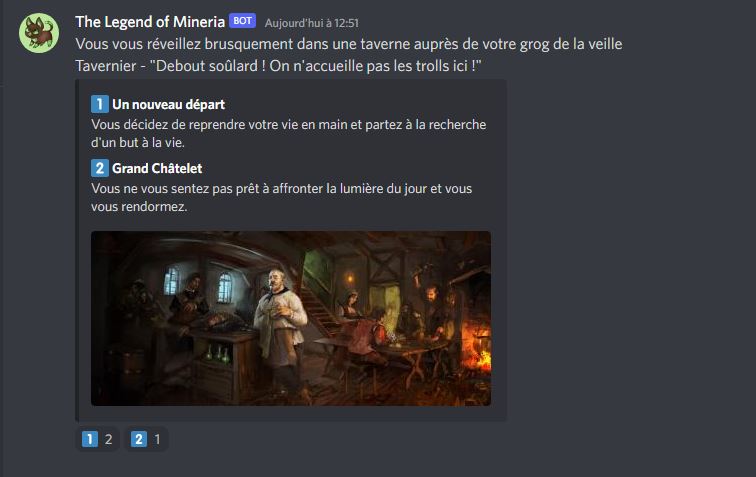 The Legend of Mineria BOT Aujourd'hui à 12:51
Vous vous réveillez brusquement dans une taverne auprès de votre grog de la veille
Tavernier - "Debout soûlard ! On n'accueille pas les trolls ici !"
1 Un nouveau départ
Vous décidez de reprendre votre vie en main et partez à la recherche
d'un but à la vie.
2 Grand Châtelet
Vous ne vous sentez pas prêt à affronter la lumière du jour et vous
vous rendormez.
1 2 2 1